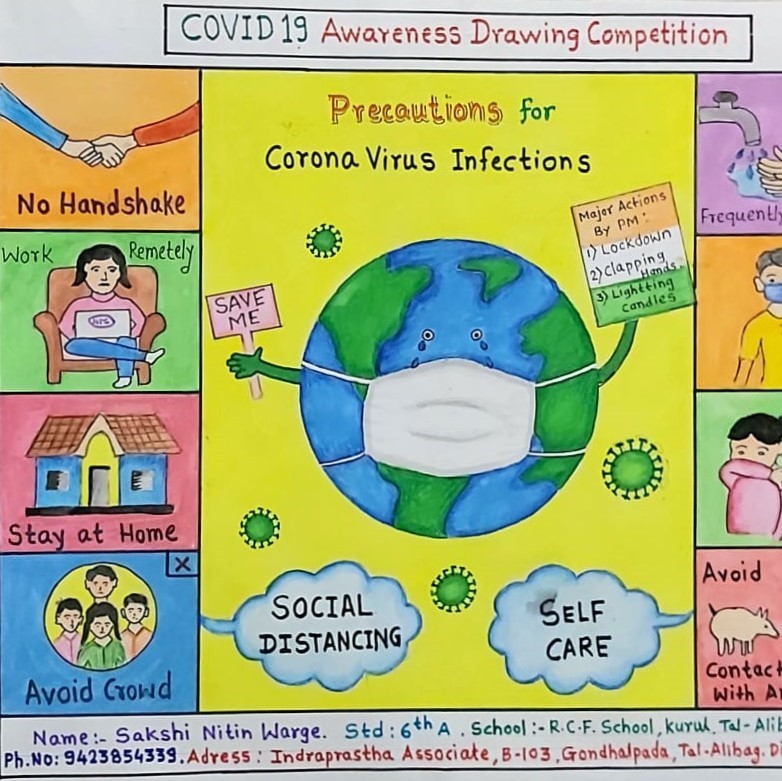 COVID 19 Awareness Drawing Competition
Precautions for
Corona Virus Infections
No Handshake
Work Remetely
Stay at Home
X
Avoid Crowd
SAVE
ME
Major Actions
By PM:
1) Lockdown
2) Clapping
Hands.
3) Lightting
Candles
SOCIAL
DISTANCING
SELF
CARE
Frequently
Avoid
Contact
With A
Name:- Sakshi Nitin Warge. Std : 6th A . School:- R.C.F. School, Kurul. Tal-Alib
Ph.No: 9423854339. Adress : Indraprastha Associate, B-103, Gondhalpada, Tal-Alibag. Di